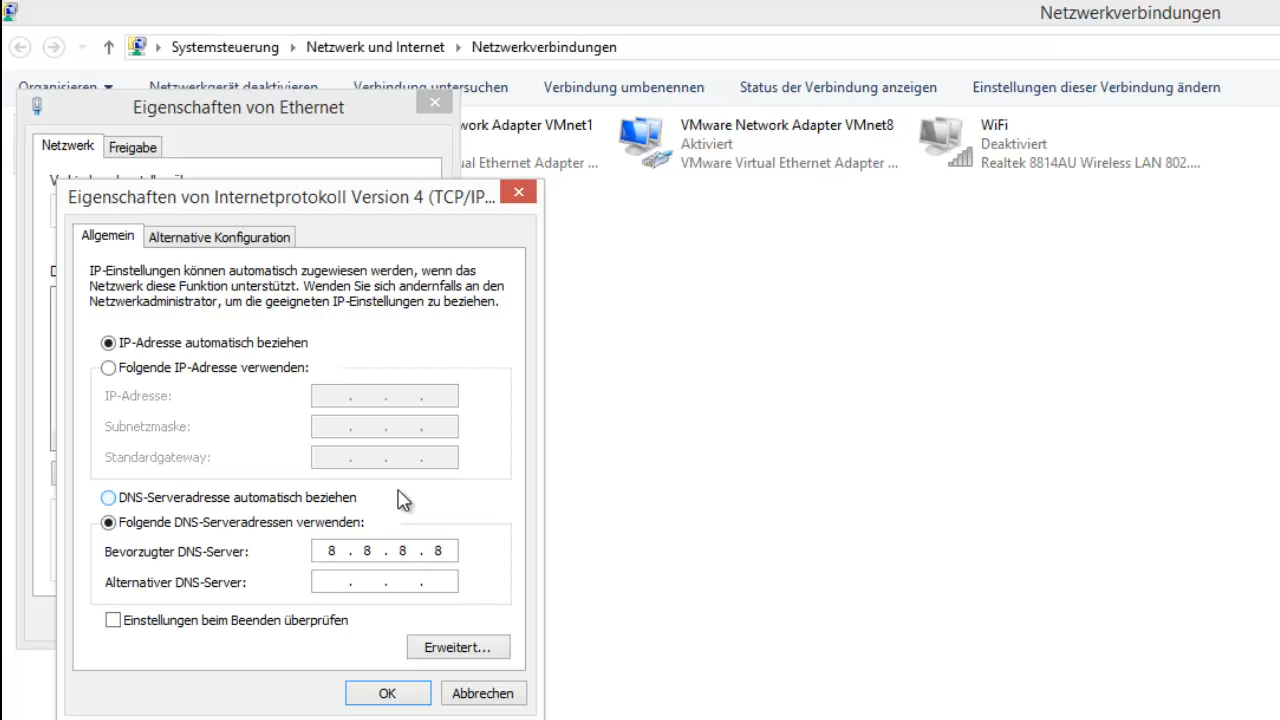 Netzwerkverbindungen
Systemsteuerung
Netzwerk und Internet
Netzwerkverbindungen
Organisieren
Netzwerkgerät deaktivieren
Verbindung untersuchen
Verbindung umbenennen
Status der Verbindung anzeigen
Einstellungen dieser Verbindung ändern
Eigenschaften von Ethernet
Netzwerk
Freigabe
work Adapter VMnet1
ual Ethernet Adapter ...
VMware Network Adapter VMnet8
Aktiviert
VMware Virtual Ethernet Adapter ...
WiFi
Deaktiviert
Realtek 8814AU Wireless LAN 802....
Eigenschaften von Internetprotokoll Version 4 (TCP/IP...
Allgemein
Alternative Konfiguration
IP-Einstellungen können automatisch zugewiesen werden, wenn das
Netzwerk diese Funktion unterstützt. Wenden Sie sich andernfalls an den
Netzwerkadministrator, um die geeigneten IP-Einstellungen zu beziehen.
IP-Adresse automatisch beziehen
Folgende IP-Adresse verwenden:
IP-Adresse: . . .
Subnetzmaske: . . .
Standardgateway: . . .
DNS-Serveradresse automatisch beziehen
Folgende DNS-Serveradressen verwenden:
Bevorzugter DNS-Server: 8 . 8 . 8 . 8
Alternativer DNS-Server: . . .
Einstellungen beim Beenden überprüfen
Erweitert...
OK
Abbrechen